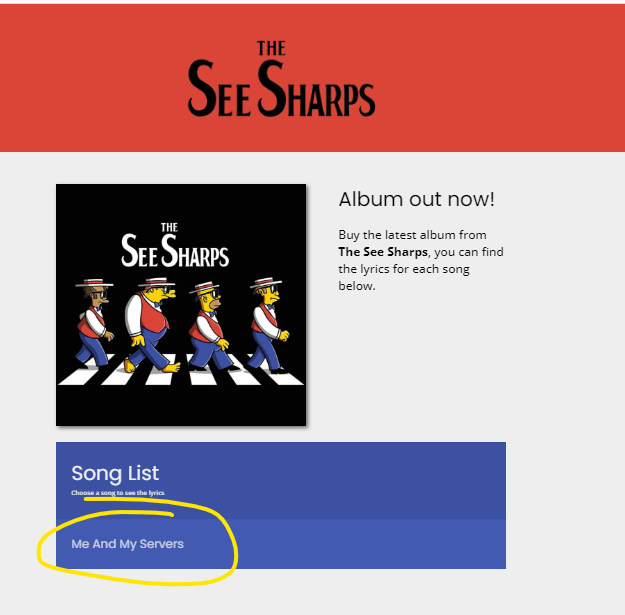 THE
SEE SHARPS
THE
SEE SHARPS
Album out now!
Buy the latest album from
The See Sharps, you can find
the lyrics for each song
below.
Song List
Choose a song to see the lyrics
Me And My Servers